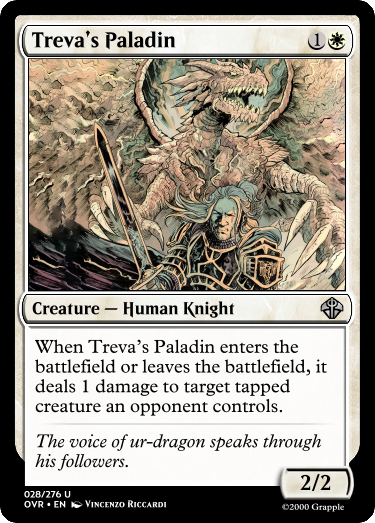 Treva's Paladin 1
Creature — Human Knight
When Treva's Paladin enters the
battlefield or leaves the battlefield, it
deals 1 damage to target tapped
creature an opponent controls.
The voice of ur-dragon speaks through
his followers.
2/2
028/276 U
OVR • EN Vincenzo Riccardi
©2000 Grapple